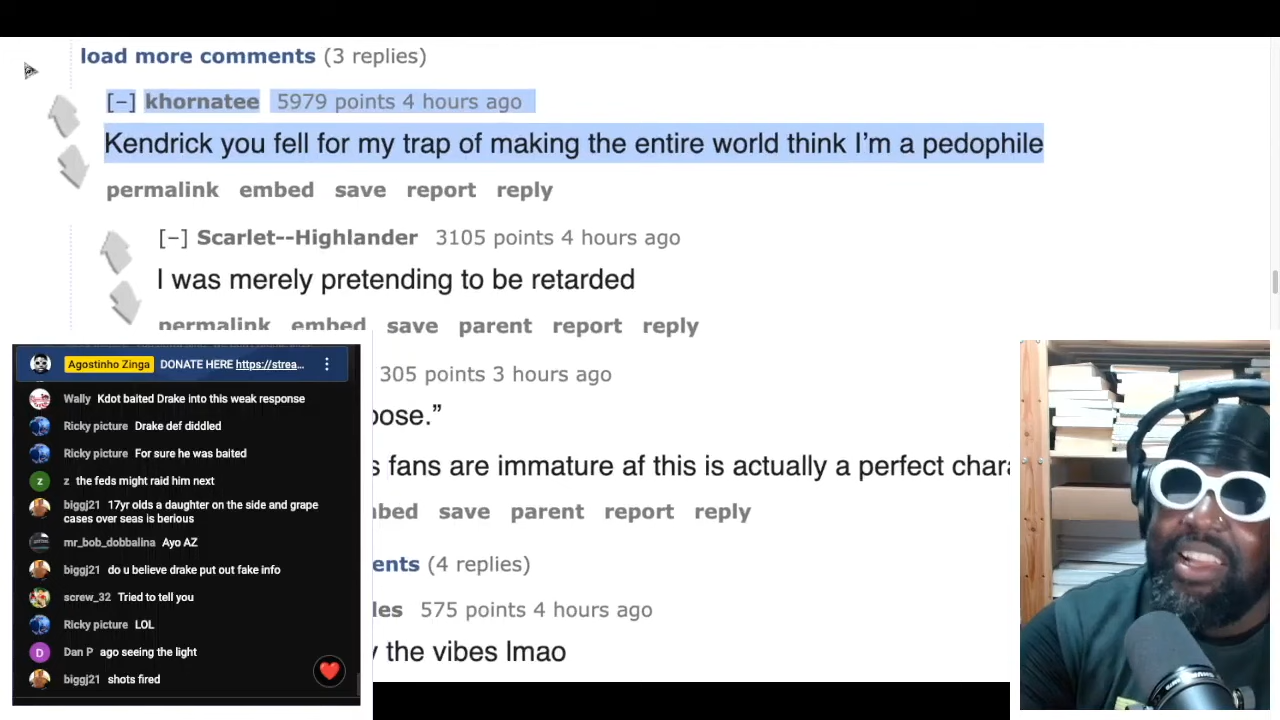 load more comments (3 replies)
[–] khornatee 5979 points 4 hours ago
Kendrick you fell for my trap of making the entire world think I'm a pedophile
permalink embed save report reply
[–] Scarlet--Highlander 3105 points 4 hours ago
I was merely pretending to be retarded
permalink embed save parent report reply
305 points 3 hours ago
s fans are immature af this is actually a perfect
save parent report reply
(4 replies)
575 points 4 hours ago
the vibes lmao
Agostinho Zinga DONATE HERE https://strea...
Wally Kdot baited Drake into this weak response
Ricky picture Drake def diddled
Ricky picture For sure he was baited
z z the feds might raid him next
biggj21 17yr olds a daughter on the side and grape
cases over seas is berious
mr_bob_dobbalina Ayo AZ
biggj21 do u believe drake put out fake info
screw_32 Tried to tell you
Ricky picture LOL
D Dan P ago seeing the light
biggj21 shots fired